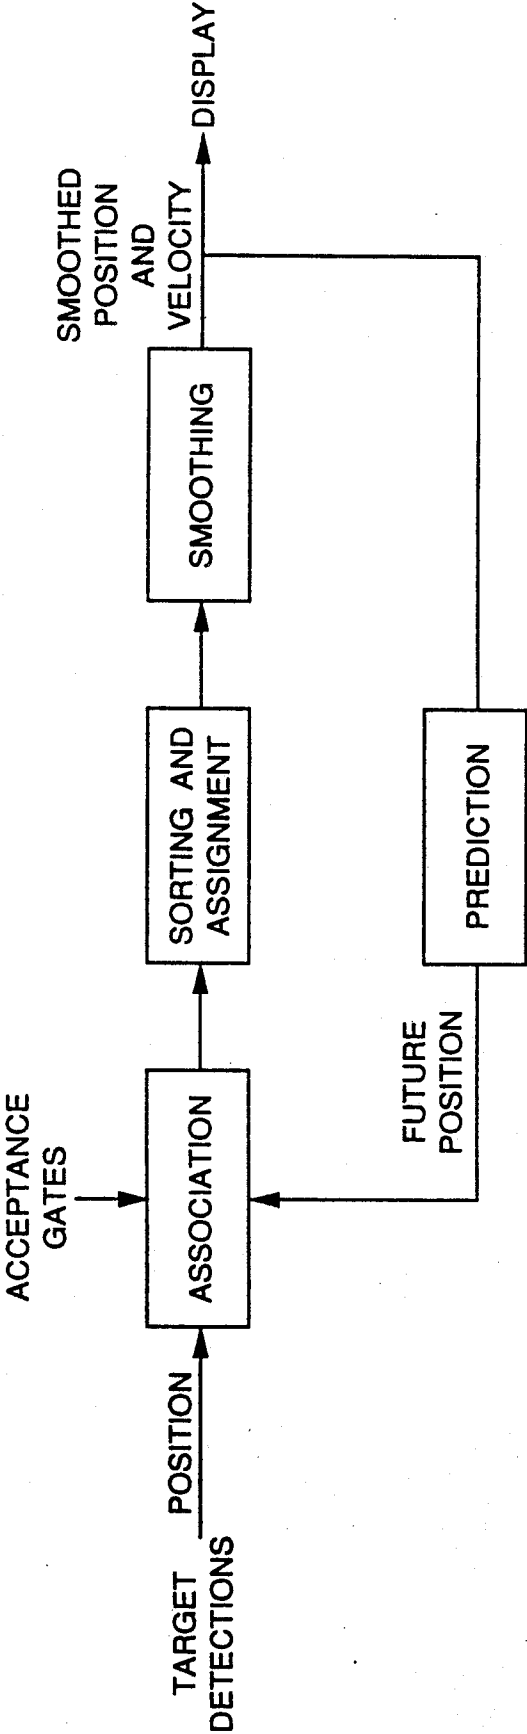 TARGET
DETECTIONS
POSITION
ACCEPTANCE
GATES
ASSOCIATION
SORTING AND
ASSIGNMENT
SMOOTHING
SMOOTHED
POSITION
AND
VELOCITY
DISPLAY
FUTURE
POSITION
PREDICTION